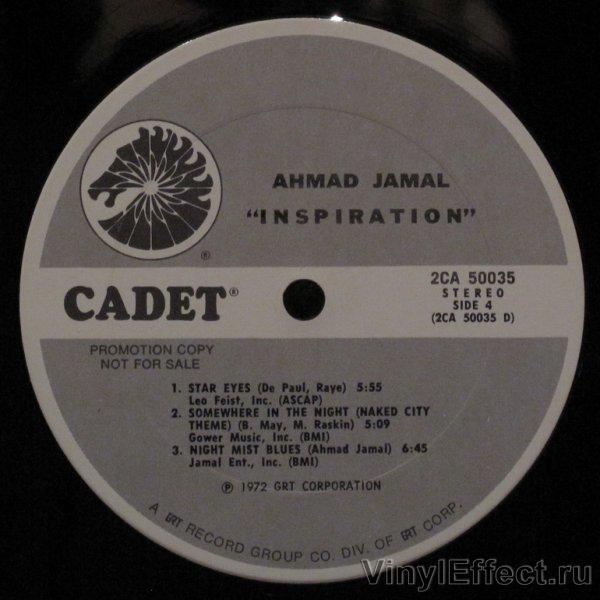 AHMAD JAMAL
"INSPIRATION"
®
CADET®
2CA 50035
STEREO
SIDE 4
(2CA 50035 D)
PROMOTION COPY
NOT FOR SALE
1. STAR EYES (De Paul, Raye) 5:55
Leo Feist, Inc. (ASCAP)
2. SOMEWHERE IN THE NIGHT (NAKED CITY
THEME) (B. May, M. Raskin) 5:09
Gower Music, Inc. (BMI)
3. NIGHT MIST BLUES (Ahmad Jamal) 6:45
Jamal Ent., Inc. (BMI)
℗ 1972 GRT CORPORATION
A GRT RECORD GROUP CO. DIV. OF GRT CORP.
VinylEffect.ru